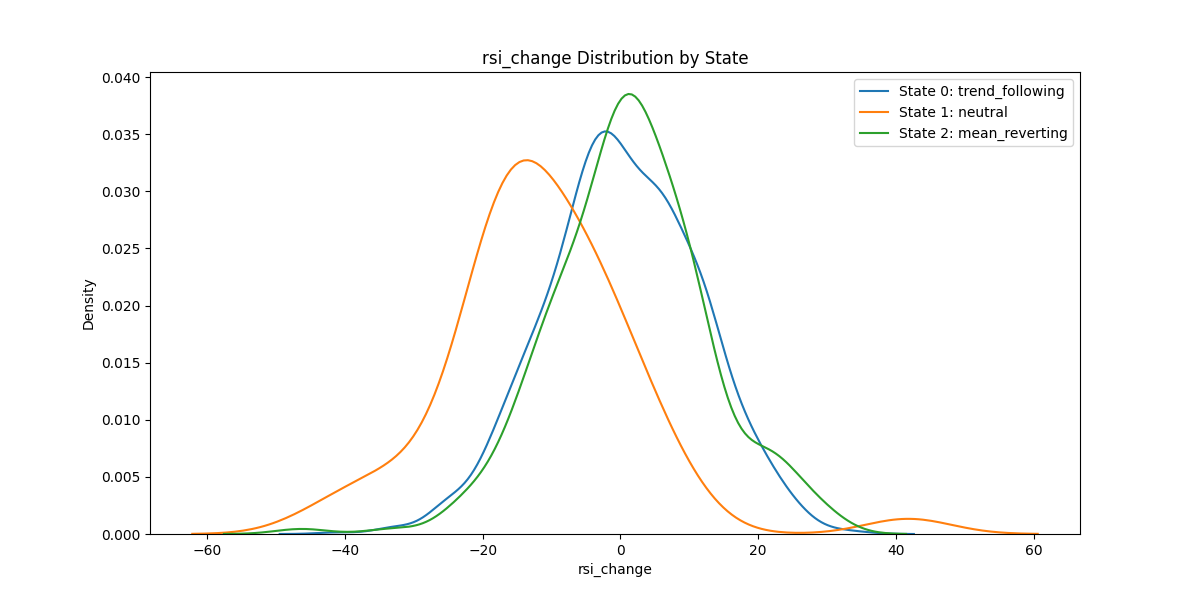 rsi_change Distribution by State
State 0: trend_following
State 1: neutral
State 2: mean_reverting
Density
0.040
0.035
0.030
0.025
0.020
0.015
0.010
0.005
0.000
−60
−40
−20
0
20
40
60
rsi_change